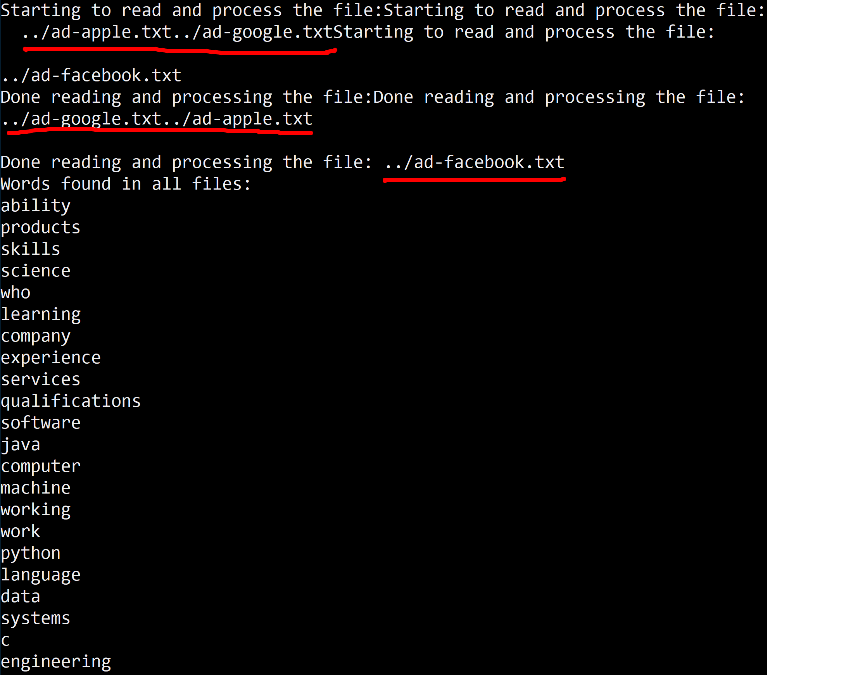 Starting to read and process the file:Starting to read and process the file:
../ad-apple.txt../ad-google.txtStarting to read and process the file:
../ad-facebook.txt
Done reading and processing the file:Done reading and processing the file:
../ad-google.txt../ad-apple.txt
Done reading and processing the file: ../ad-facebook.txt
Words found in all files:
ability
products
skills
science
who
learning
company
experience
services
qualifications
software
java
computer
machine
working
work
python
language
data
systems
c
engineering